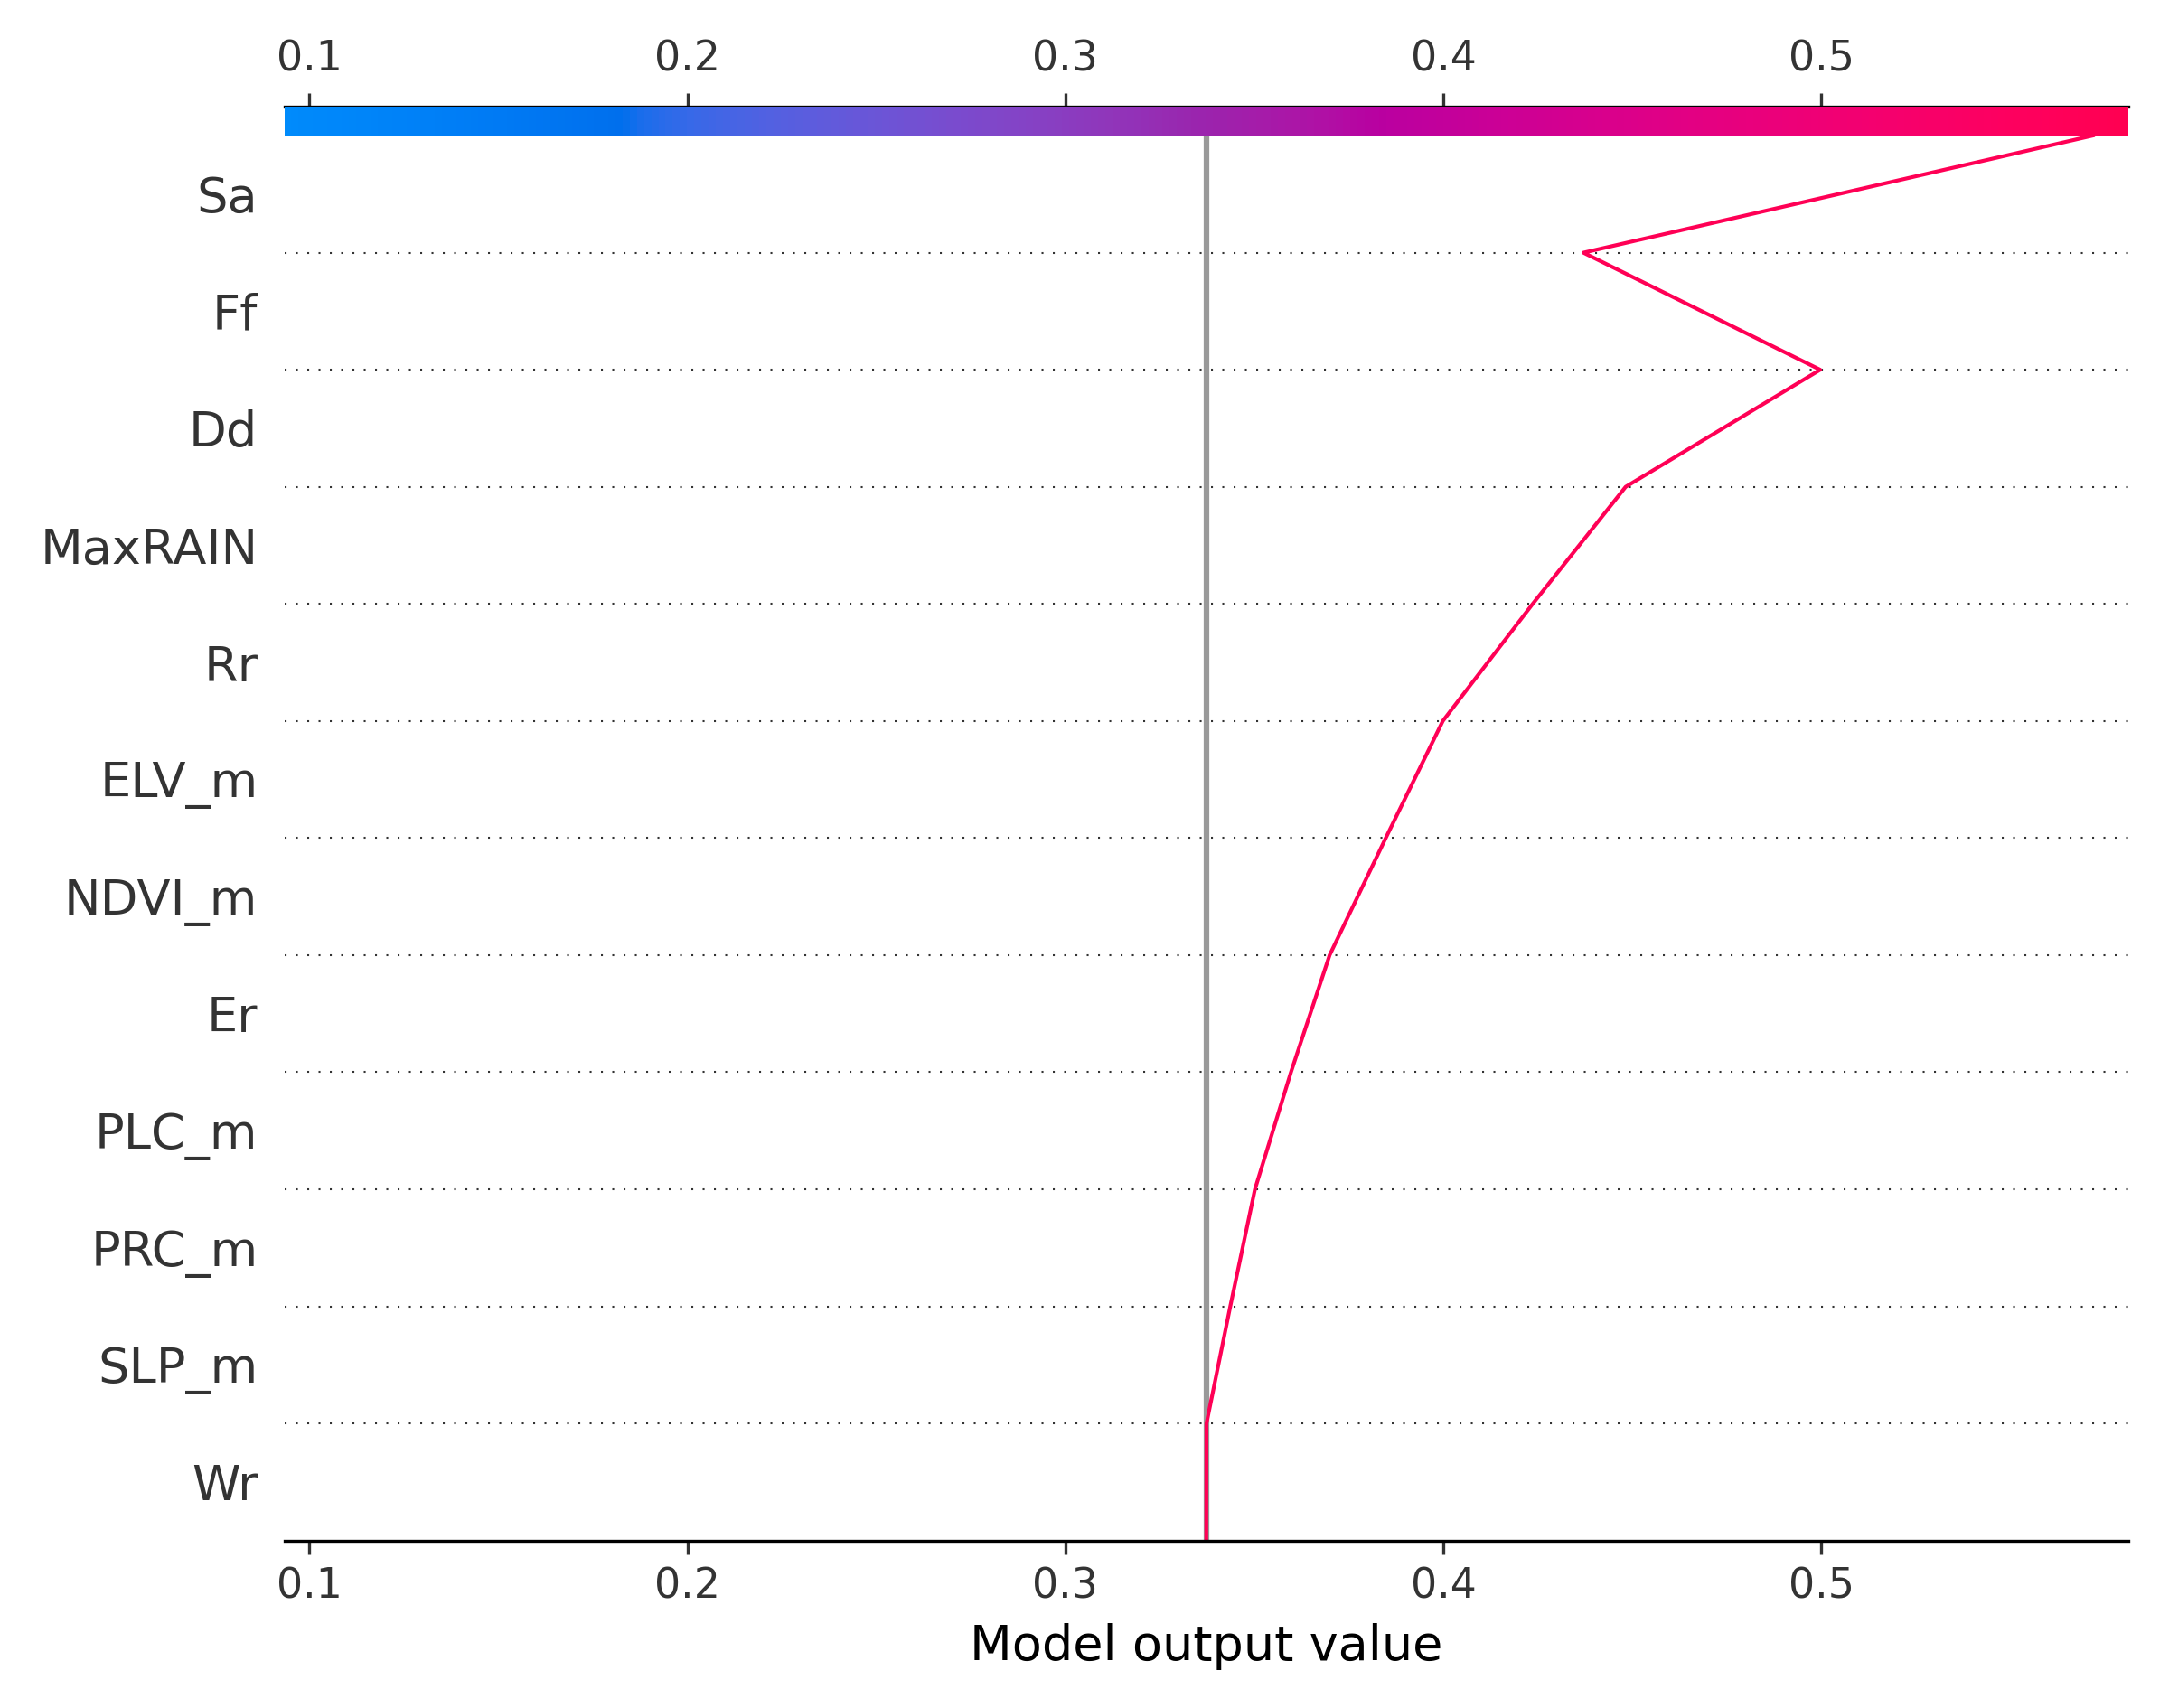 0.1 0.2 0.3 0.4 0.5
Sa
Ff
Dd
MaxRAIN
Rr
ELV_m
NDVI_m
Er
PLC_m
PRC_m
SLP_m
Wr
0.1 0.2 0.3 0.4 0.5
Model output value